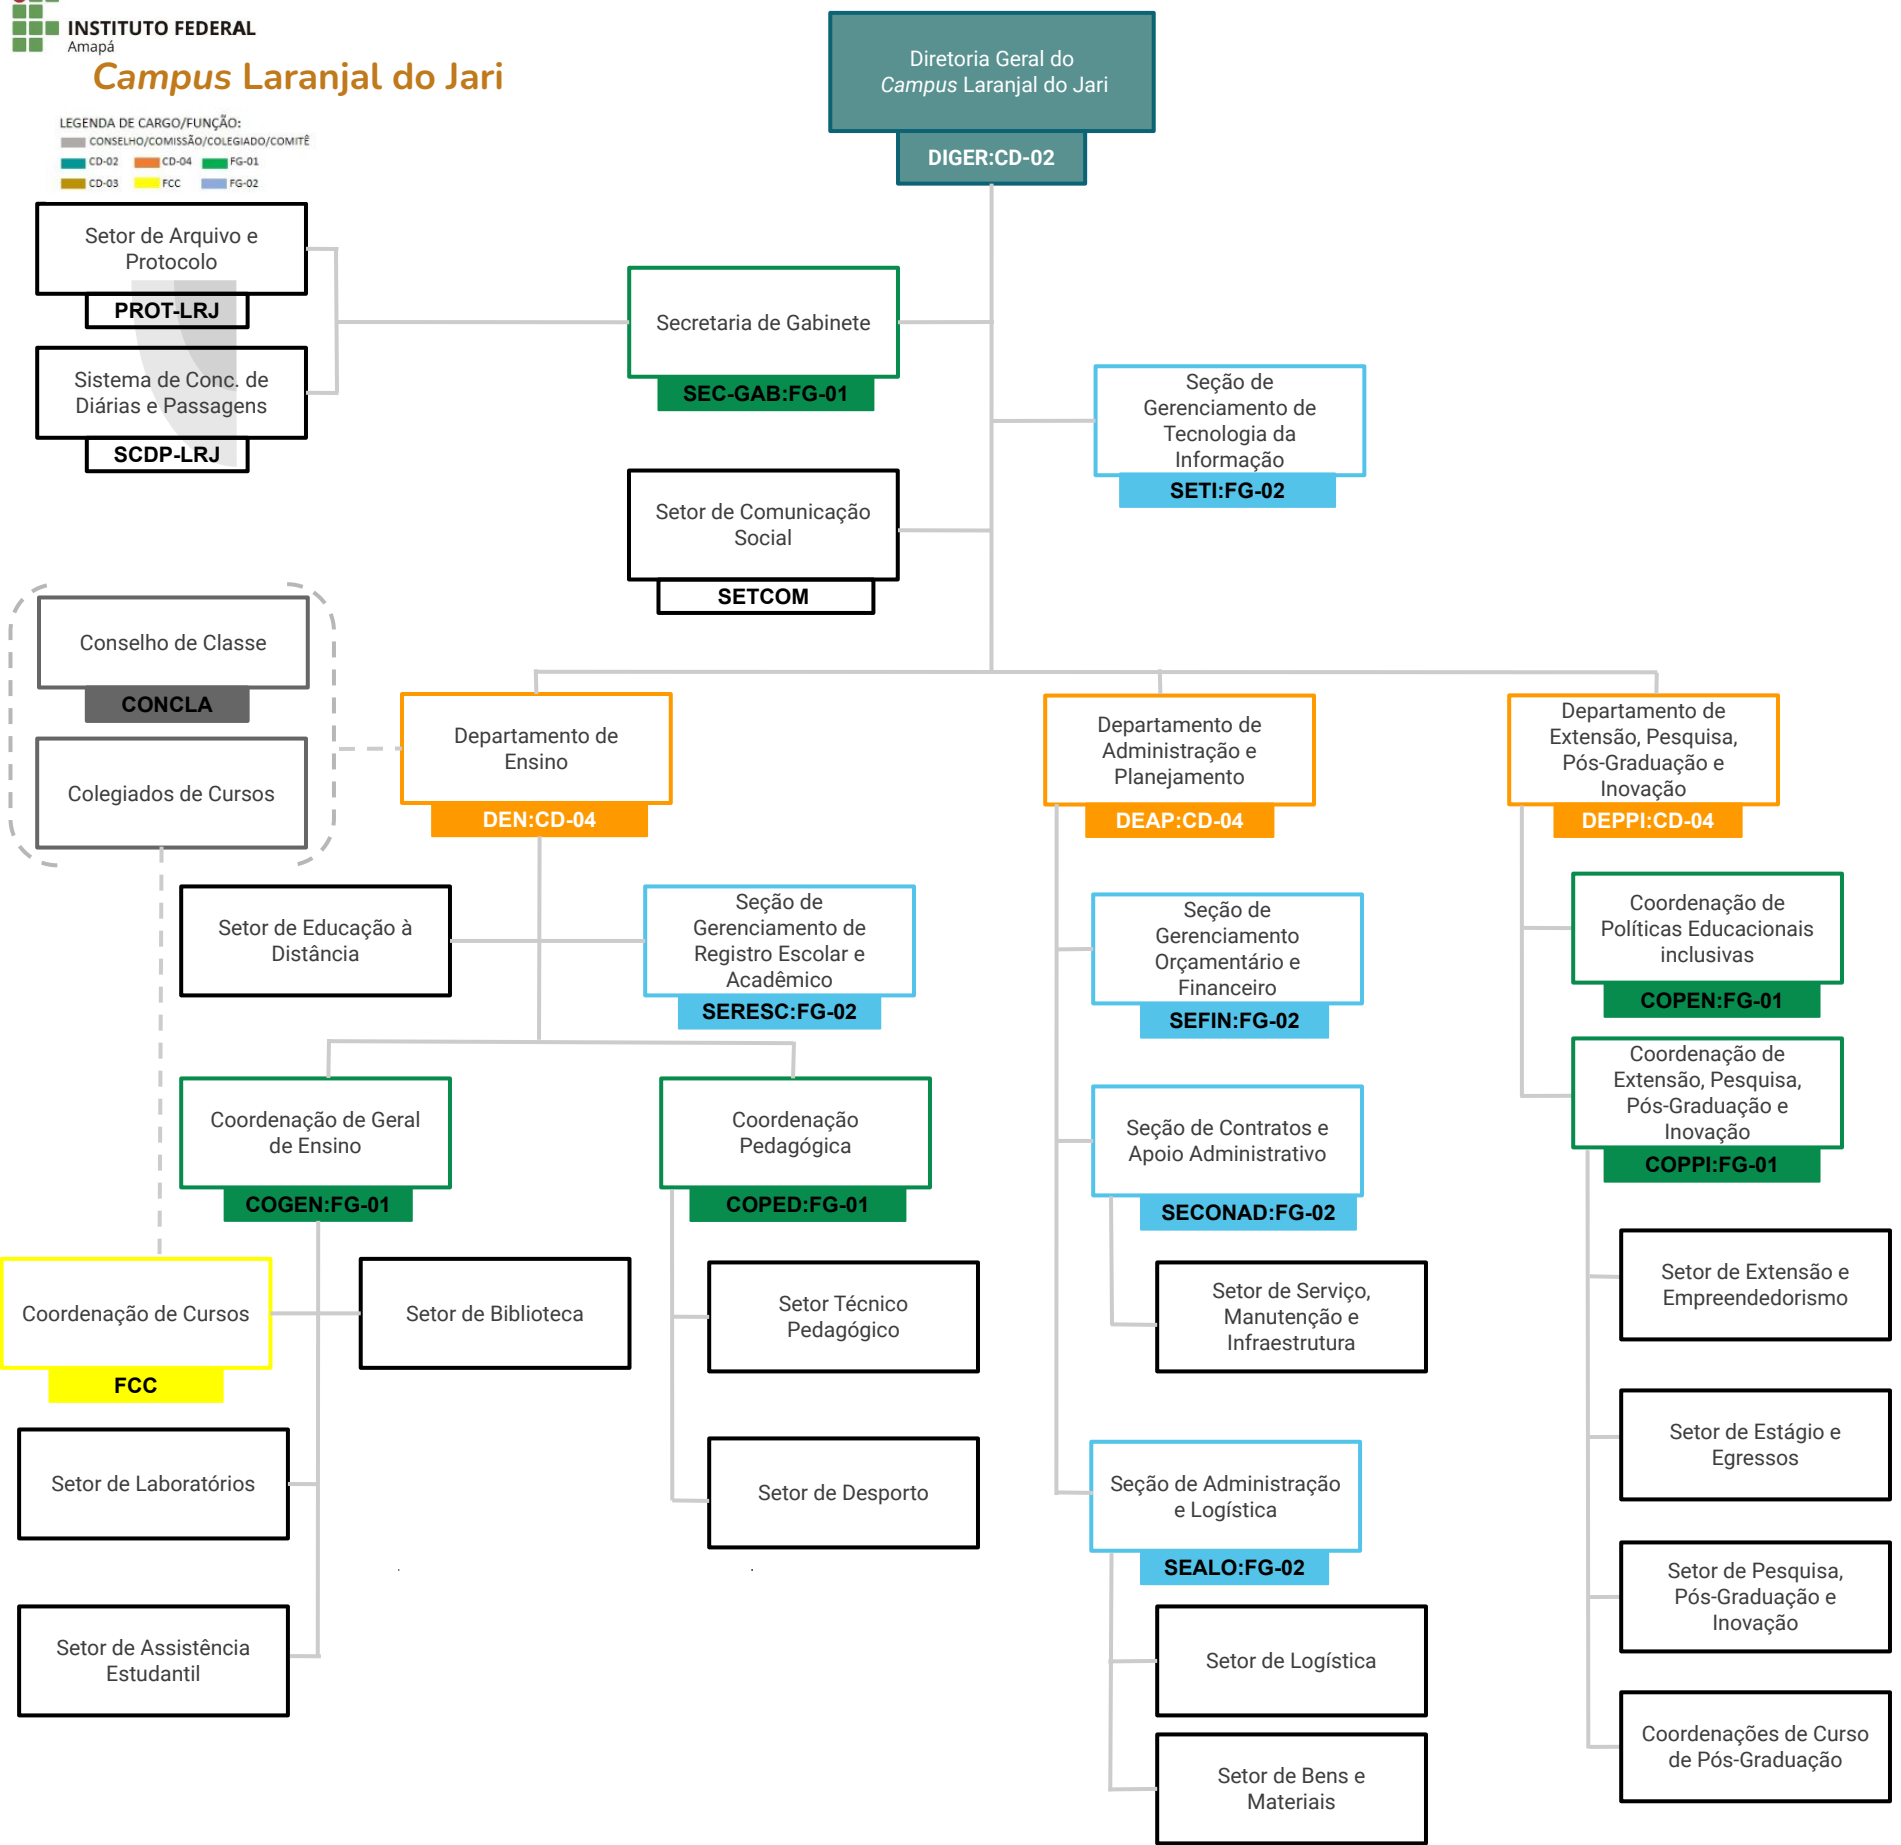 INSTITUTO FEDERAL
Amapá
Campus Laranjal do Jari
LEGENDA DE CARGO/FUNÇÃO:
CONSELHO/COMISSÃO/COLEGIADO/COMITÊ
CD-02 CD-04 FG-01
CD-03 FCC FG-02
Diretoria Geral do
Campus Laranjal do Jari
DIGER:CD-02
Setor de Arquivo e
Protocolo
PROT-LRJ
Sistema de Conc. de
Diárias e Passagens
SCDP-LRJ
Secretaria de Gabinete
SEC-GAB:FG-01
Seção de
Gerenciamento de
Tecnologia da
Informação
SETI:FG-02
Setor de Comunicação
Social
SETCOM
Conselho de Classe
CONCLA
Colegiados de Cursos
Departamento de
Ensino
DEN:CD-04
Departamento de
Administração e
Planejamento
DEAP:CD-04
Departamento de
Extensão, Pesquisa,
Pós-Graduação e
Inovação
DEPPI:CD-04
Setor de Educação à
Distância
Seção de
Gerenciamento de
Registro Escolar e
Acadêmico
SERESC:FG-02
Seção de
Gerenciamento
Orçamentário e
Financeiro
SEFIN:FG-02
Coordenação de
Políticas Educacionais
inclusivas
COPEN:FG-01
Coordenação de Geral
de Ensino
COGEN:FG-01
Coordenação
Pedagógica
COPED:FG-01
Seção de Contratos e
Apoio Administrativo
SECONAD:FG-02
Coordenação de
Extensão, Pesquisa,
Pós-Graduação e
Inovação
COPPI:FG-01
Coordenação de Cursos
FCC
Setor de Biblioteca
Setor Técnico
Pedagógico
Setor de Serviço,
Manutenção e
Infraestrutura
Setor de Extensão e
Empreendedorismo
Setor de Laboratórios
Setor de Desporto
Seção de Administração
e Logística
SEALO:FG-02
Setor de Estágio e
Egressos
Setor de Assistência
Estudantil
Setor de Logística
Setor de Pesquisa,
Pós-Graduação e
Inovação
Setor de Bens e
Materiais
Coordenações de Curso
de Pós-Graduação